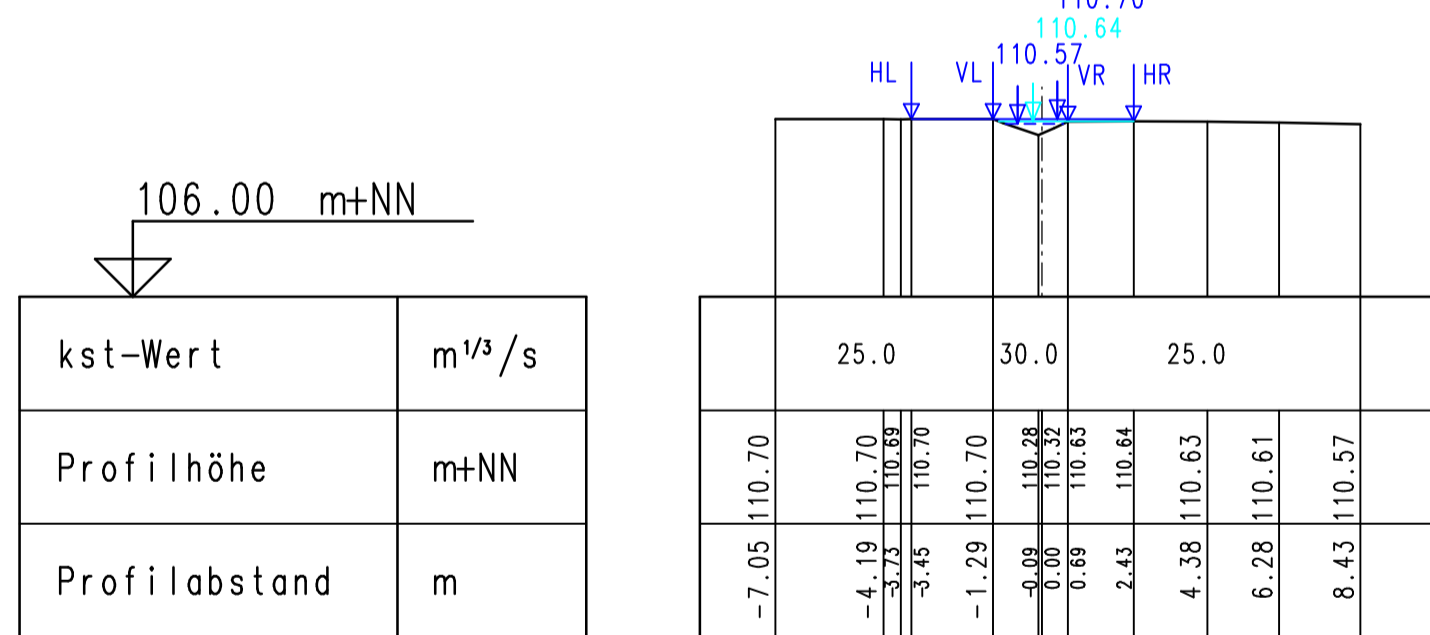 110.70
110.64
110.57
HL VL VR HR
106.00 m+NN
kst-Wert m¹/³/s 25.0 30.0 25.0
Profilhöhe m+NN 110.70 110.70 110.69 110.70 110.70 110.28 110.32 110.63 110.64 110.63 110.61 110.57
Profilabstand m -7.05 -4.19 -3.73 -3.45 -1.29 -0.09 0.00 0.69 2.43 4.38 6.28 8.43